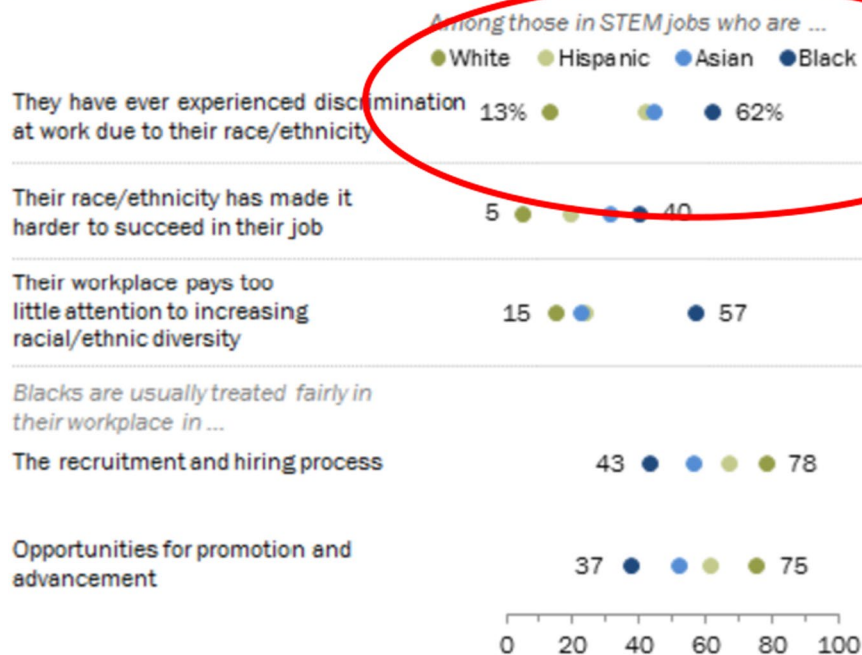 Among those in STEM jobs who are ...
White Hispanic Asian Black
They have ever experienced discrimination
at work due to their race/ethnicity
13% 62%
Their race/ethnicity has made it
harder to succeed in their job
5 40
Their workplace pays too
little attention to increasing
racial/ethnic diversity
15 57
Blacks are usually treated fairly in
their workplace in ...
The recruitment and hiring process
43 78
Opportunities for promotion and
advancement
37 75
0 20 40 60 80 100